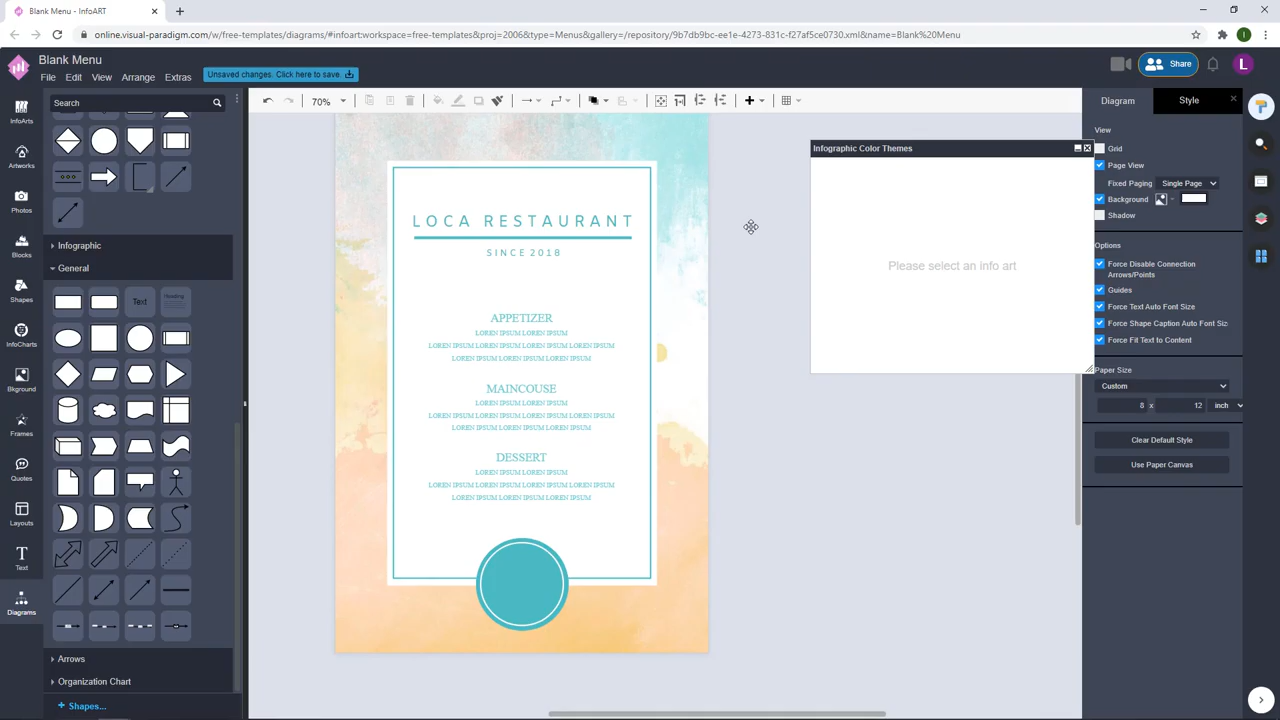 Blank Menu - InfoART
online.visual-paradigm.com/w/free-templates/diagrams/#infoart:workspace=free-templates&proj=2006&type=Menus&gallery=/repository/9b7db9bc-ee1e-4273-831c-f27af5ce0730.xml&name=Blank%20Menu
I
Blank Menu
File Edit View Arrange Extras
Unsaved changes. Click here to save.
Share
L
InfoArts
Artworks
Photos
Blocks
Shapes
InfoCharts
Bkground
Frames
Quotes
Layouts
Text
Diagrams
Search
Infographic
General
Text
Heading
Arrows
Organization Chart
+ Shapes...
70%
LOCA RESTAURANT
SINCE 2018
APPETIZER
LOREN IPSUM LOREN IPSUM
LOREN IPSUM LOREN IPSUM LOREN IPSUM LOREN IPSUM
LOREN IPSUM LOREN IPSUM LOREN IPSUM
MAINCOUSE
LOREN IPSUM LOREN IPSUM
LOREN IPSUM LOREN IPSUM LOREN IPSUM LOREN IPSUM
LOREN IPSUM LOREN IPSUM LOREN IPSUM
DESSERT
LOREN IPSUM LOREN IPSUM
LOREN IPSUM LOREN IPSUM LOREN IPSUM LOREN IPSUM
LOREN IPSUM LOREN IPSUM LOREN IPSUM
Infographic Color Themes
Please select an info art
Diagram Style
View
Grid
Page View
Fixed Paging Single Page
Background
Shadow
Options
Force Disable Connection
Arrows/Points
Guides
Force Text Auto Font Size
Force Shape Caption Auto Font Siz
Force Fit Text to Content
Paper Size
Custom
8 x 12 inch
Clear Default Style
Use Paper Canvas